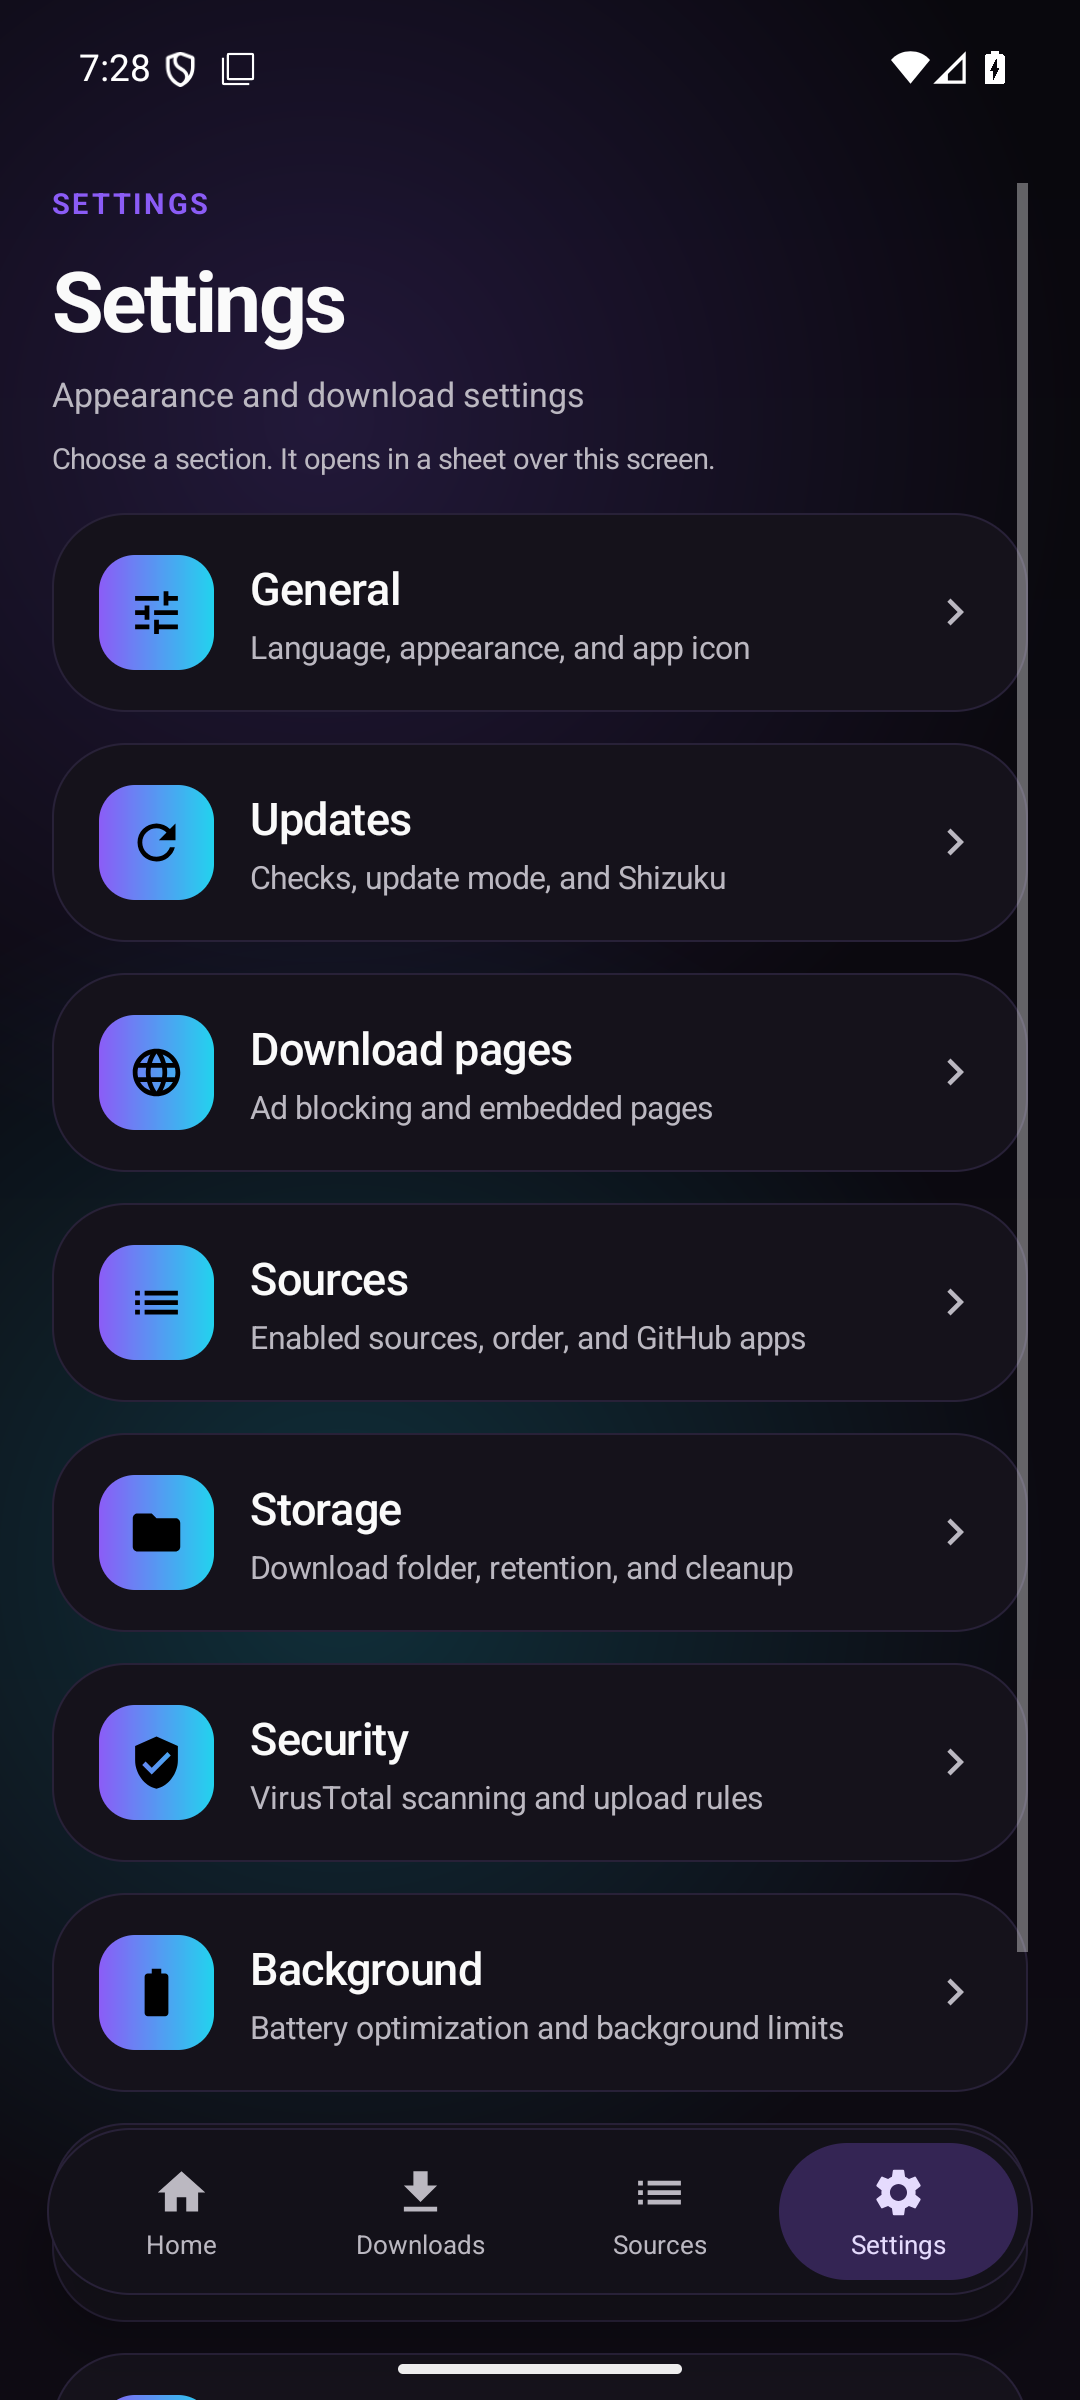 7:28
SETTINGS
Settings
Appearance and download settings
Choose a section. It opens in a sheet over this screen.
General
Language, appearance, and app icon
Updates
Checks, update mode, and Shizuku
Download pages
Ad blocking and embedded pages
Sources
Enabled sources, order, and GitHub apps
Storage
Download folder, retention, and cleanup
Security
VirusTotal scanning and upload rules
Background
Battery optimization and background limits
Home
Downloads
Sources
Settings